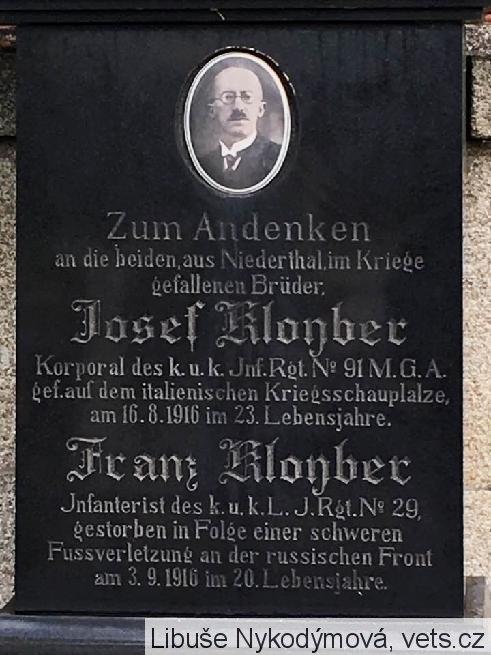 Zum Andenken
an die beiden, aus Niederthal, im Kriege
gefallenen Brüder.
Josef Kloyber
Korporal des k. u. k. Jnf. Rgt. № 91 M. G. A.
gef. auf dem italienischen Kriegsschauplalze,
am 16. 8. 1916 im 23. Lebensjahre.
Franz Kloyber
Jnfanterist des k. u. k. L. J. Rgt. № 29,
gestorben in Folge einer schweren
Fussverletzung an der russischen Front
am 3. 9. 1916 im 20. Lebensjahre.
Libuše Nykodýmová, vets.cz